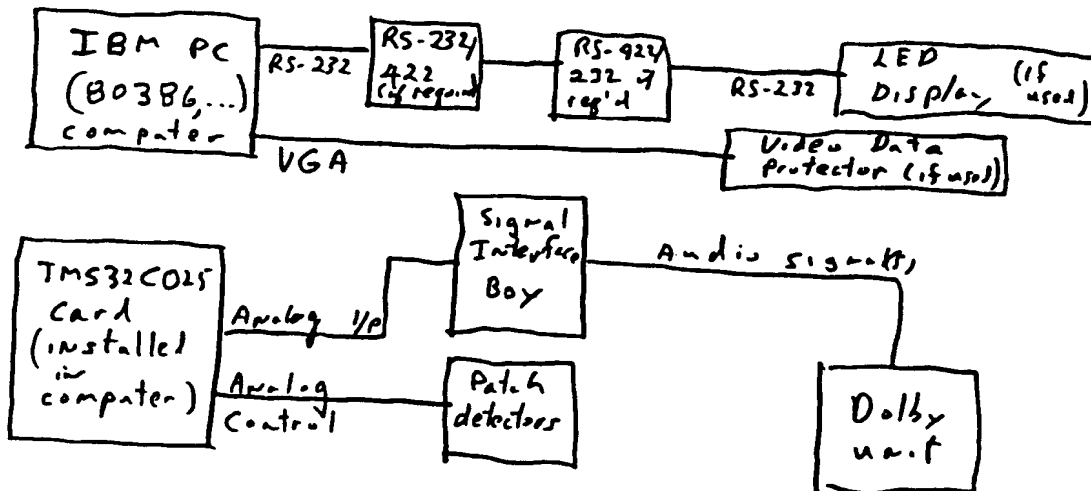 IBM PC
(80386,...)
computer
RS-232
RS-232/
422
(if required)
RS-422/
232 if
req'd
RS-232
LED (if
Display used)
VGA
Video Data
Protector (if used)
TMS32C025
Card
(installed
in
computer)
Analog I/P
Signal
Interface
Box
Audio signals
Analog
Control
Patch
detectors
Dolby
unit